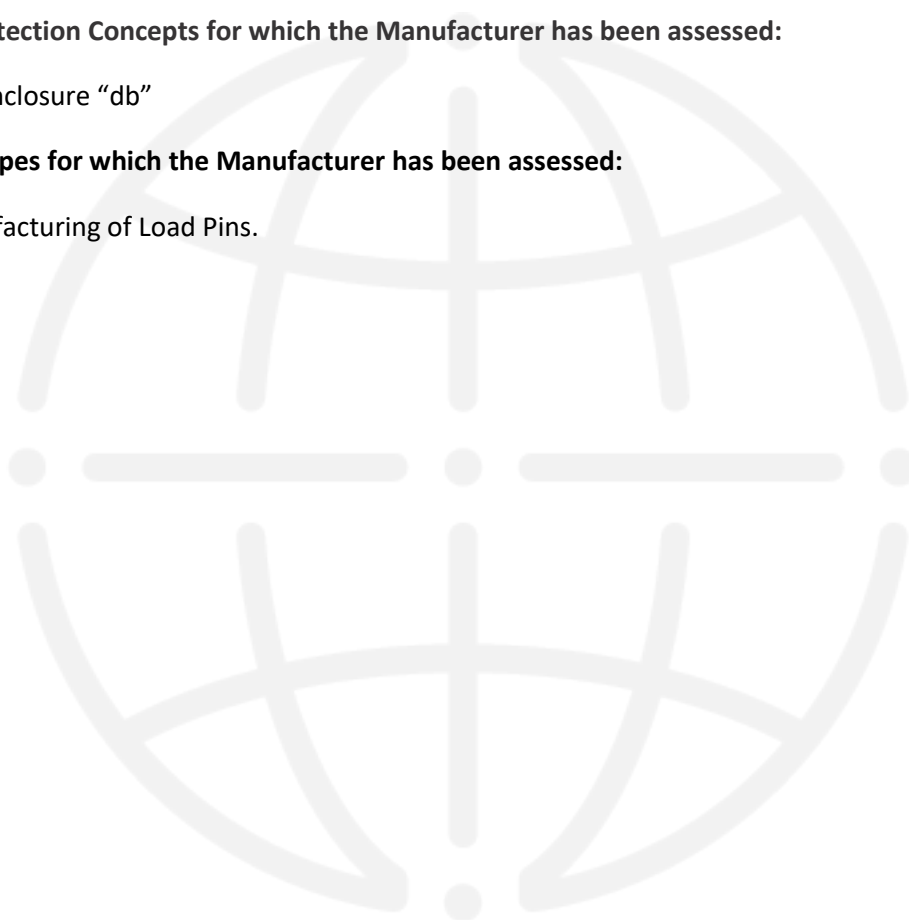 tection Concepts for which the Manufacturer has been assessed:
nclosure “db”
pes for which the Manufacturer has been assessed:
facturing of Load Pins.